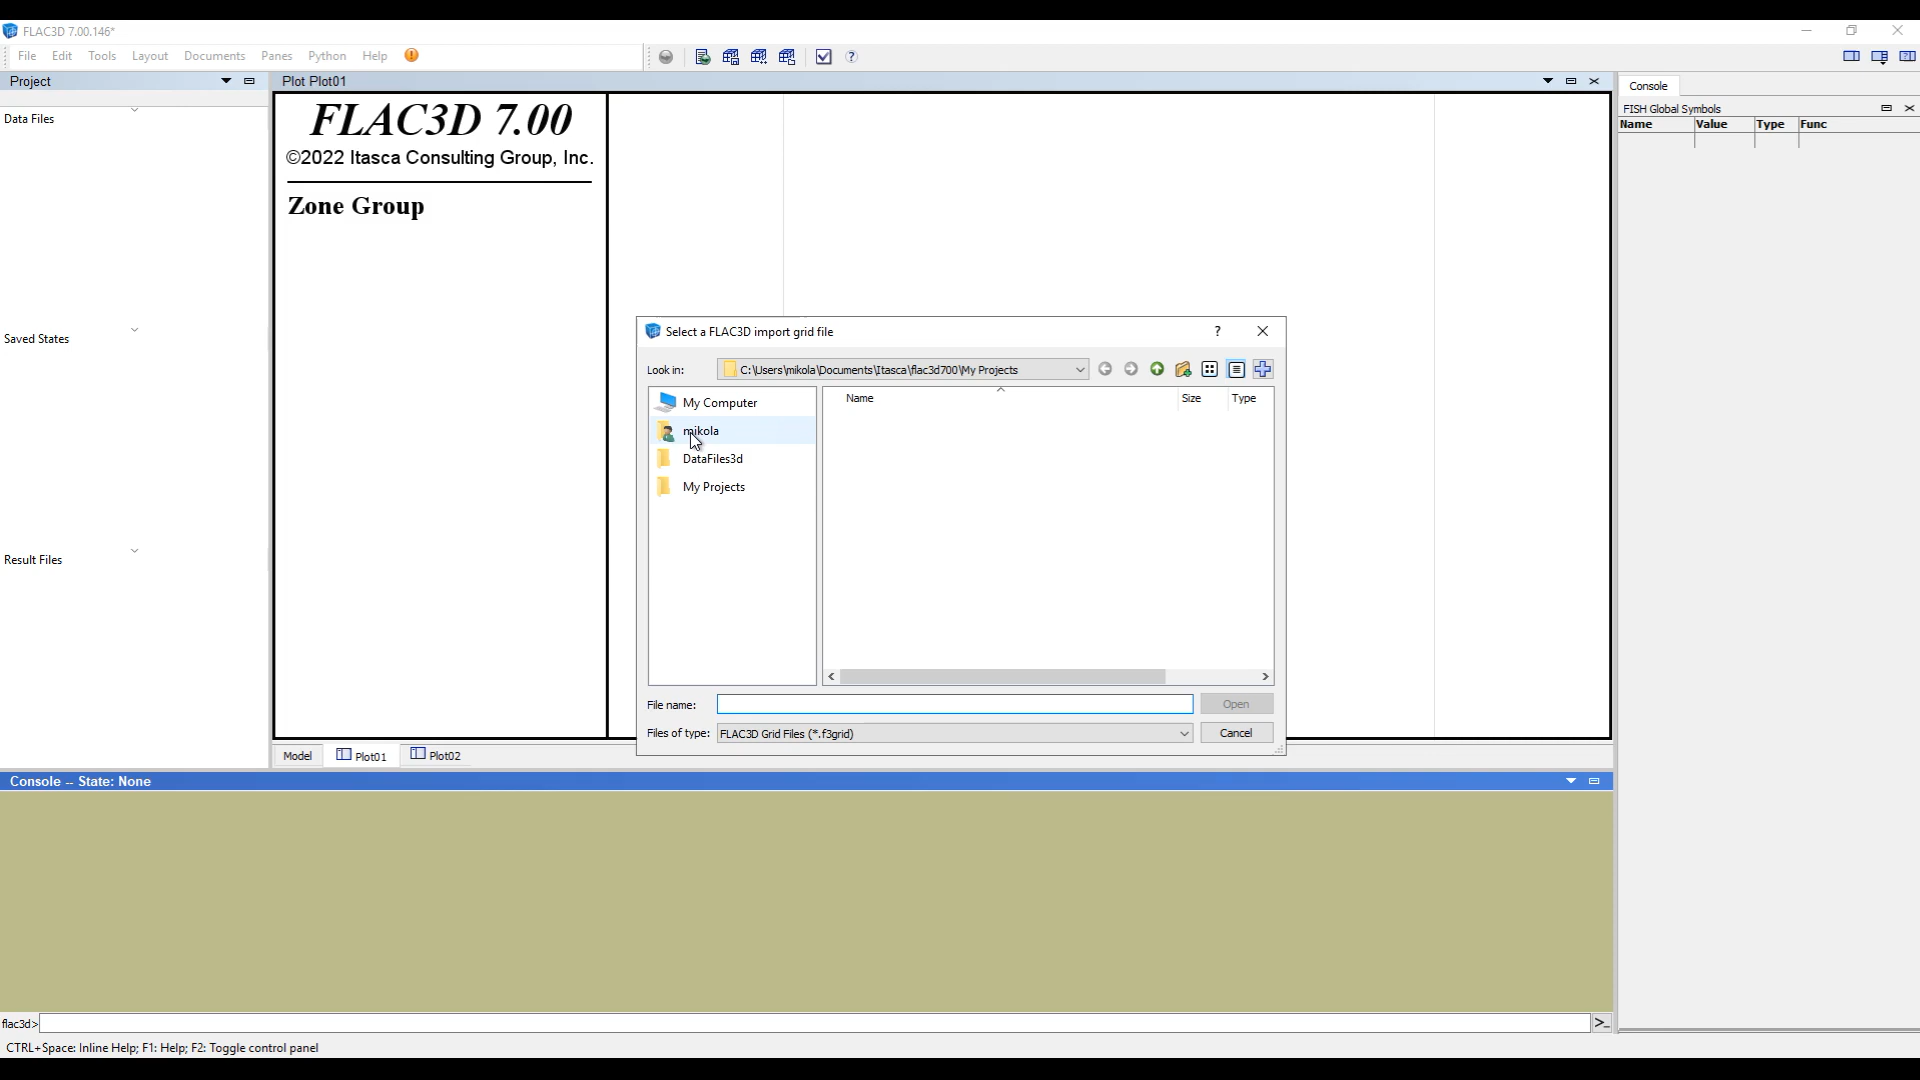 FLAC3D 7.00.146*
File Edit Tools Layout Documents Panes Python Help
Project
Data Files
Saved States
Result Files
Plot Plot01
FLAC3D 7.00
©2022 Itasca Consulting Group, Inc.
Zone Group
Select a FLAC3D import grid file
Look in: C:\Users\mikola\Documents\Itasca\flac3d700\My Projects
My Computer
mikola
DataFiles3d
My Projects
Name Size Type
File name: Open
Files of type: FLAC3D Grid Files (*.f3grid) Cancel
Model Plot01 Plot02
Console -- State: None
flac3d>
CTRL+Space: Inline Help; F1: Help; F2: Toggle control panel
Console
FISH Global Symbols
Name Value Type Func